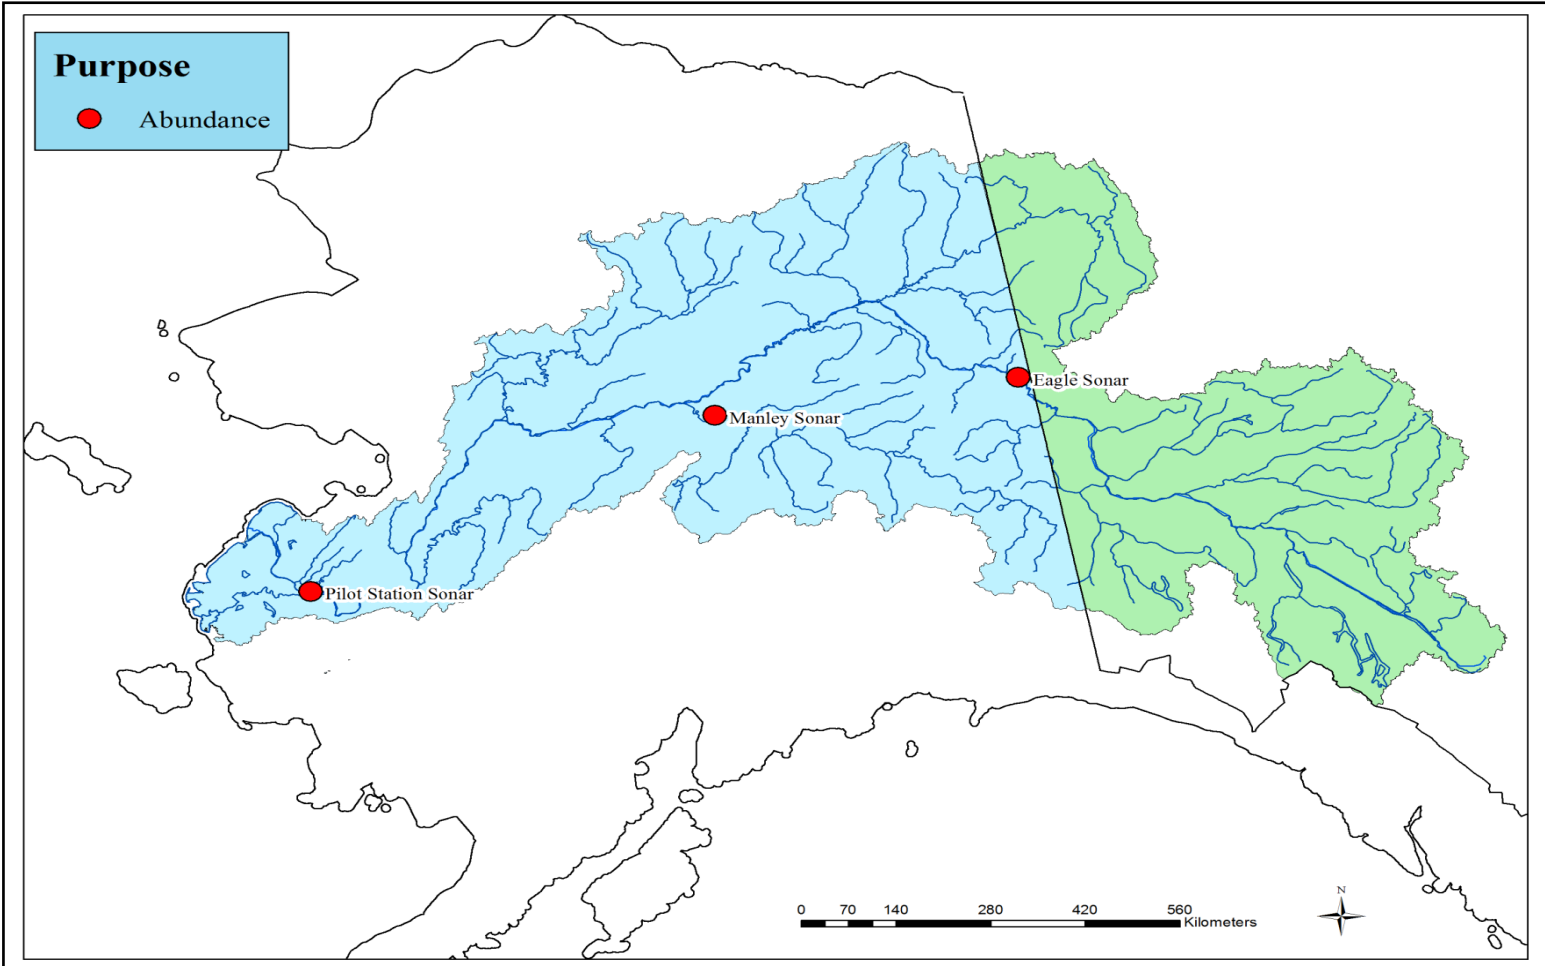 Purpose
Abundance
Eagle Sonar
Manley Sonar
Pilot Station Sonar
N
0 70 140 280 420 560
Kilometers